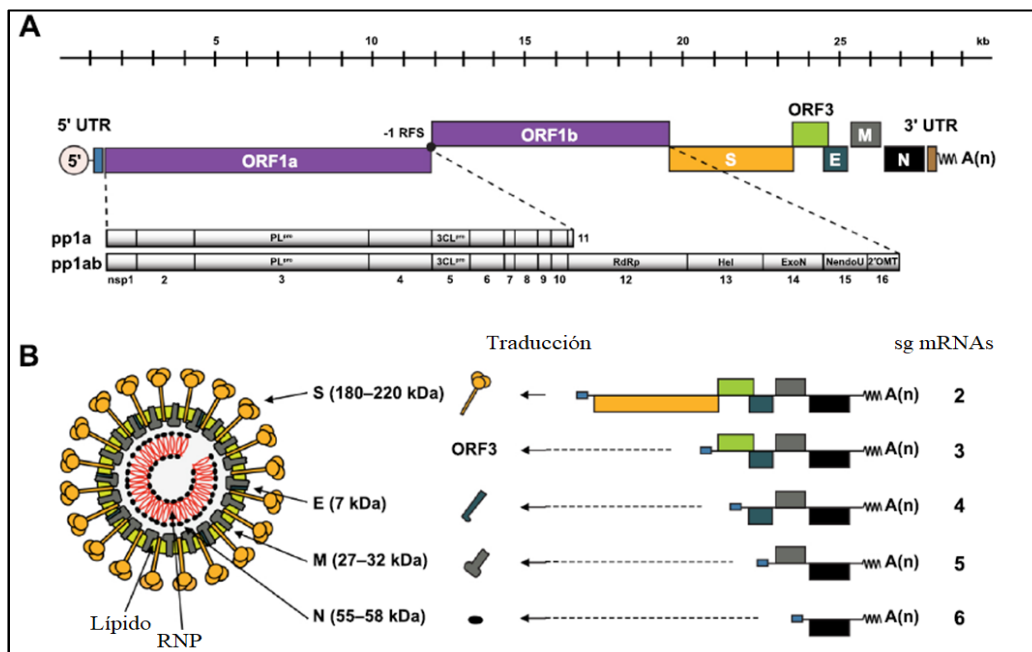 A
5 10 15 20 25 kb
5' UTR ORF3 M 3' UTR
-1 RFS ORF1b
5' ORF1a S E N A(n)
pp1a PLpro 3CLpro 11
pp1ab PLpro 3CLpro RdRp Hel ExoN NendoU 2'OMT
nsp1 2 3 4 5 6 7 8 9 10 12 13 14 15 16
B Traducción sg mRNAs
S (180–220 kDa) A(n) 2
ORF3 A(n) 3
E (7 kDa) A(n) 4
M (27–32 kDa) A(n) 5
N (55–58 kDa) A(n) 6
Lípido
RNP